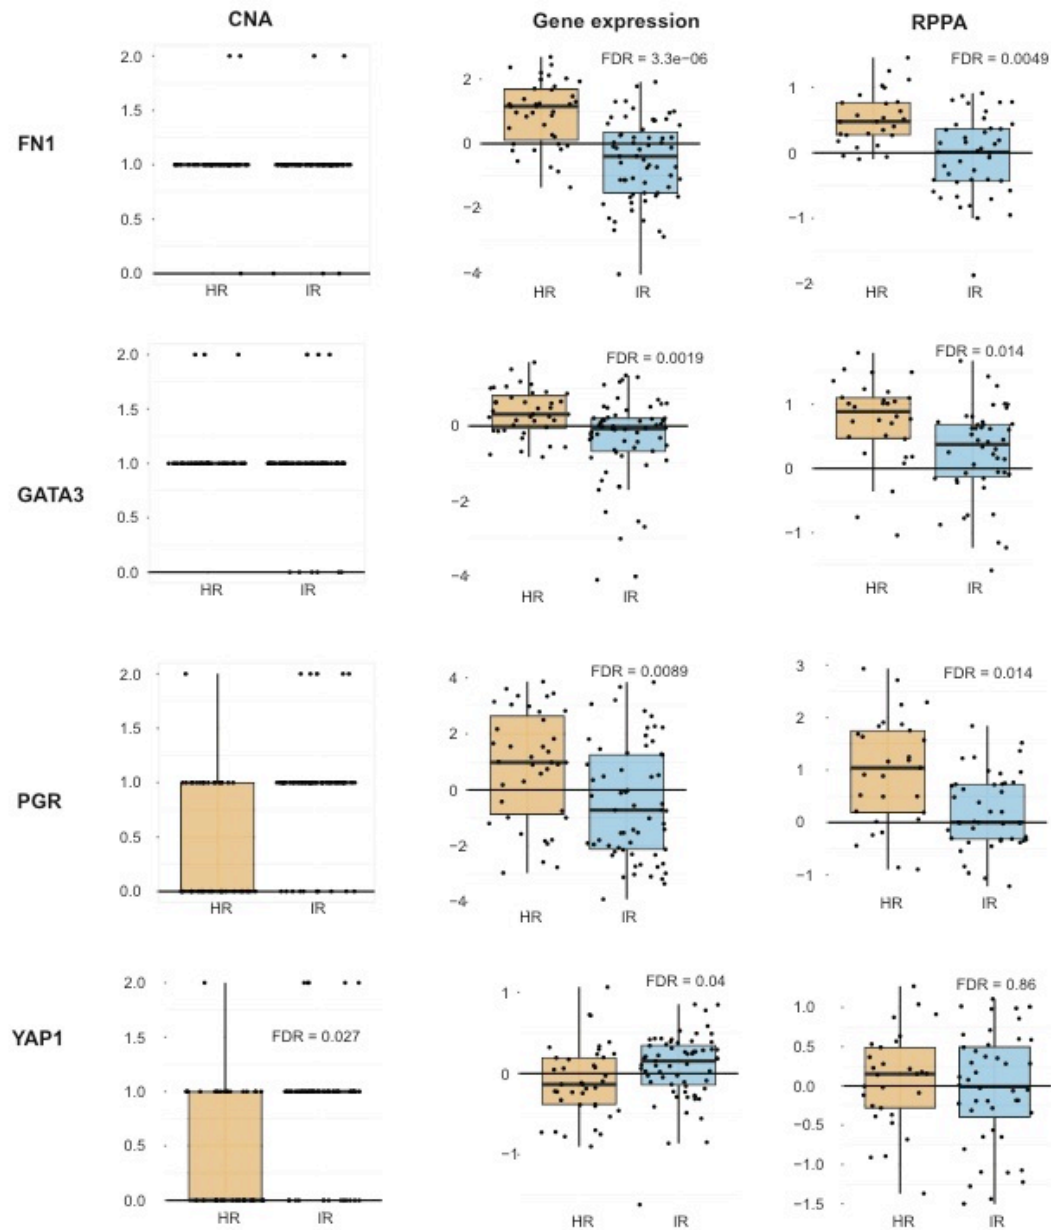 CNA Gene expression RPPA
FN1
2.0
1.5
1.0
0.5
0.0
HR IR
FDR = 3.3e−06
2
0
−2
−4
HR IR
FDR = 0.0049
1
0
−1
−2
HR IR
GATA3
2.0
1.5
1.0
0.5
0.0
HR IR
FDR = 0.0019
0
−2
−4
HR IR
FDR = 0.014
1
0
−1
HR IR
PGR
2.0
1.5
1.0
0.5
0.0
HR IR
FDR = 0.0089
4
2
0
−2
−4
HR IR
FDR = 0.014
3
2
1
0
−1
HR IR
YAP1
2.0
1.5
1.0
0.5
0.0
FDR = 0.027
HR IR
FDR = 0.04
1
0
−1
HR IR
FDR = 0.86
1.0
0.5
0.0
−0.5
−1.0
−1.5
HR IR